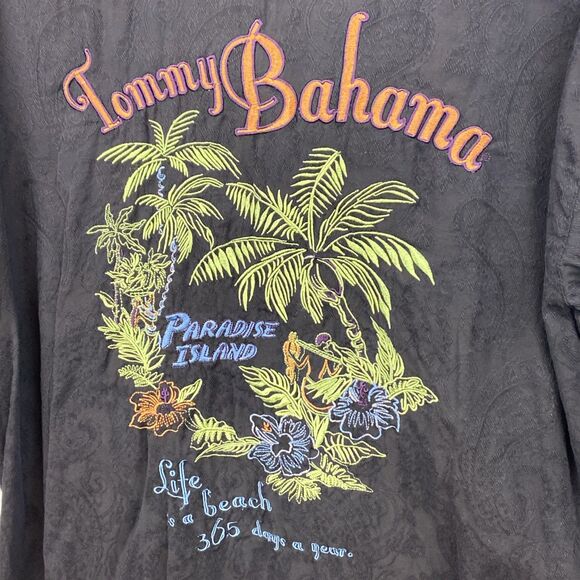 Tommy Bahama
PARADISE
ISLAND
Life
is a beach
365 days a year.